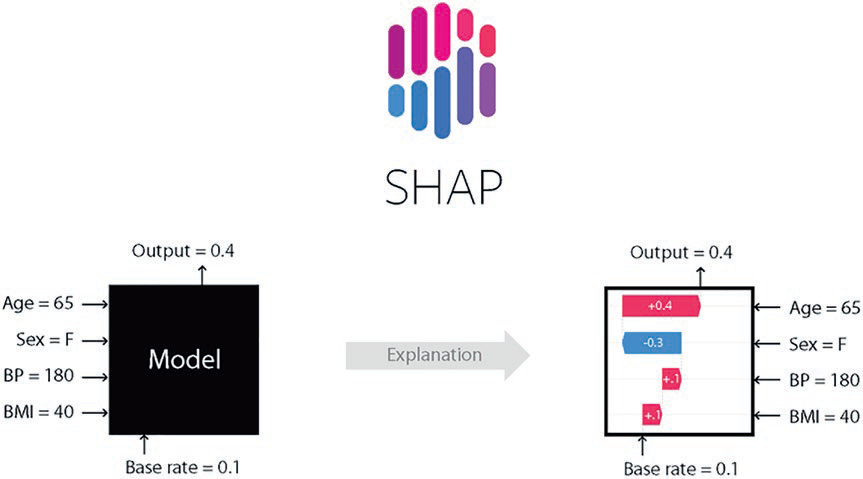 SHAP
Output = 0.4
Age = 65
Sex = F
BP = 180
BMI = 40
Model
Base rate = 0.1
Explanation
Output = 0.4
+0.4
Age = 65
-0.3
Sex = F
+.1
BP = 180
+.1
BMI = 40
Base rate = 0.1